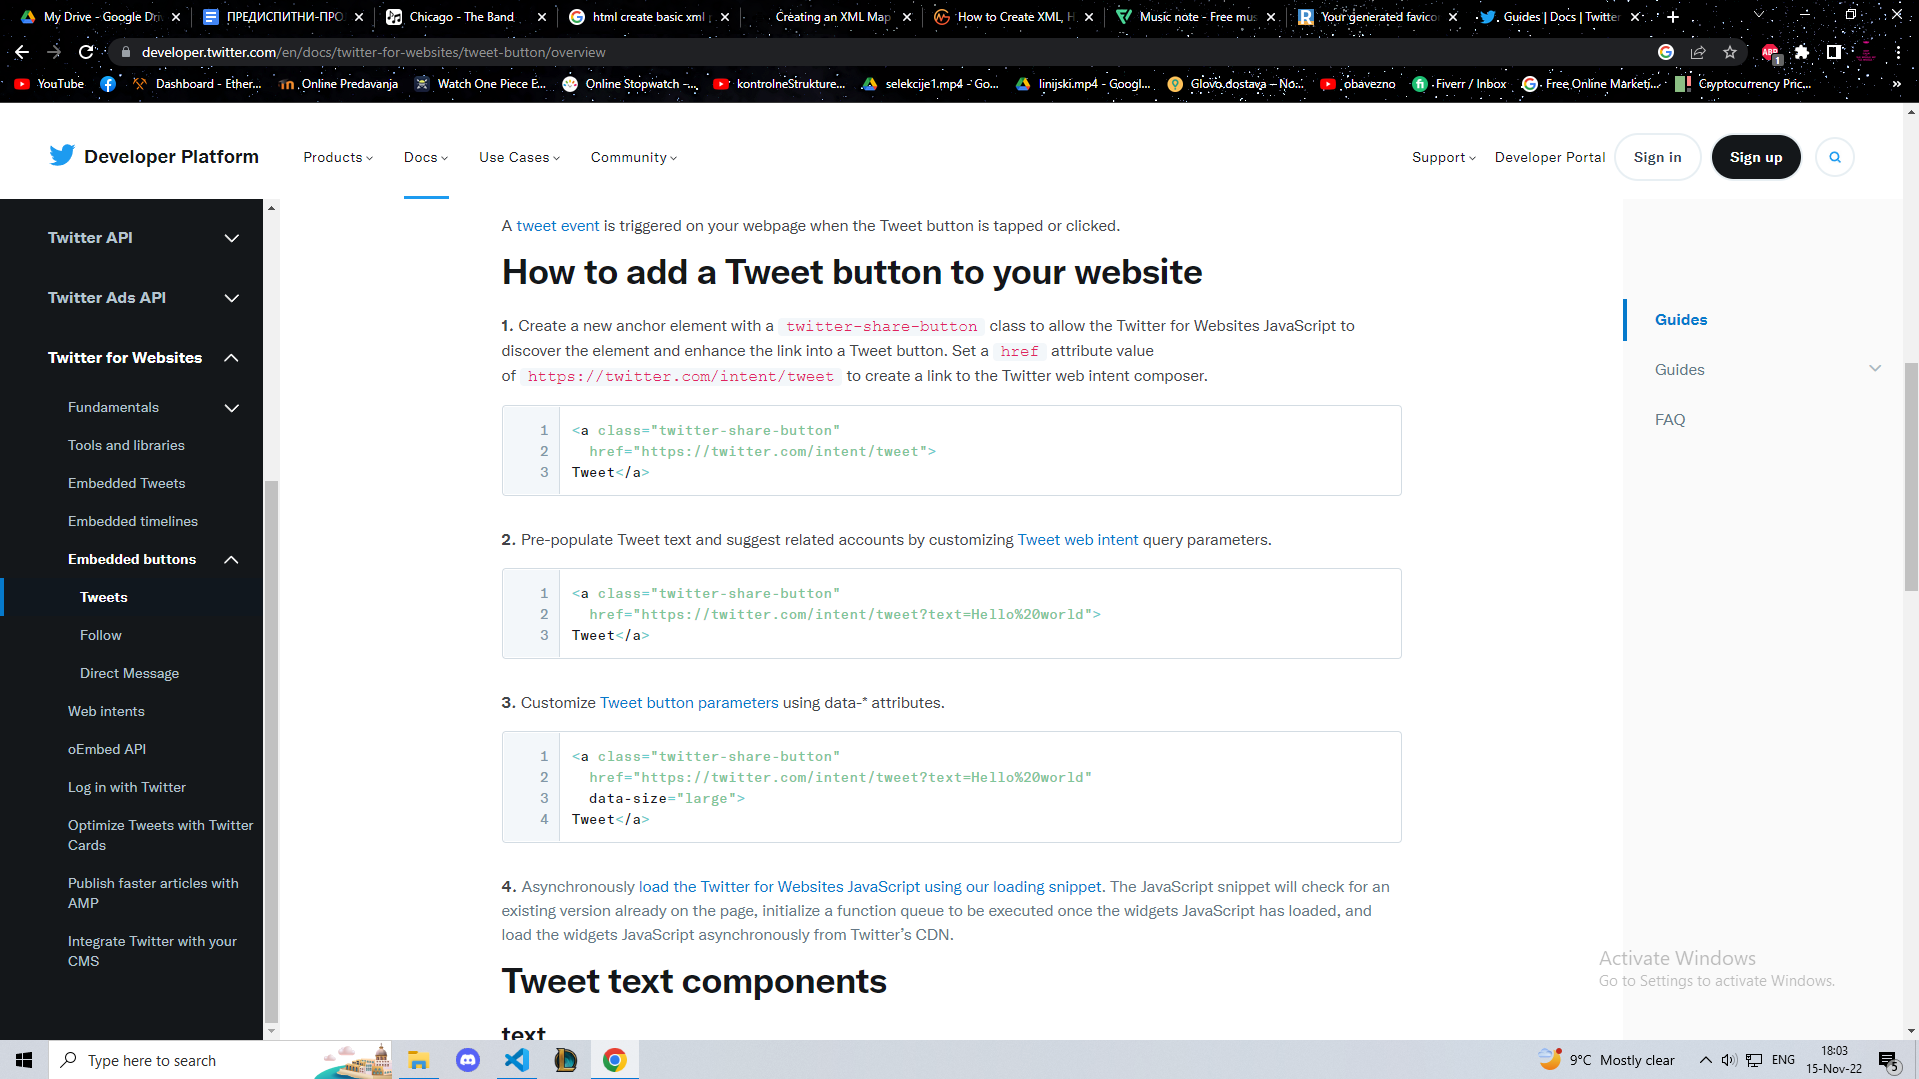 My Drive - Google Dri
ПРЕДИСПИТНИ-ПРО
Chicago - The Band
html create basic xml
Creating an XML Map
How to Create XML, H
Music note - Free mus
Your generated favico
Guides | Docs | Twitter
developer.twitter.com/en/docs/twitter-for-websites/tweet-button/overview
YouTube
Dashboard - Ether...
Online Predavanja
Watch One Piece E...
Online Stopwatch -...
kontrolneStrukture...
selekcije1.mp4 - Go...
linijski.mp4 - Googl...
Glovo dostava – No...
obavezno
Fiverr / Inbox
Free Online Marketi...
Cryptocurrency Pric...
Developer Platform
Products
Docs
Use Cases
Community
Support
Developer Portal
Sign in
Sign up
Twitter API
Twitter Ads API
Twitter for Websites
Fundamentals
Tools and libraries
Embedded Tweets
Embedded timelines
Embedded buttons
Tweets
Follow
Direct Message
Web intents
oEmbed API
Log in with Twitter
Optimize Tweets with Twitter
Cards
Publish faster articles with
AMP
Integrate Twitter with your
CMS
A tweet event is triggered on your webpage when the Tweet button is tapped or clicked.
How to add a Tweet button to your website
1. Create a new anchor element with a twitter-share-button class to allow the Twitter for Websites JavaScript to
discover the element and enhance the link into a Tweet button. Set a href attribute value
of https://twitter.com/intent/tweet to create a link to the Twitter web intent composer.
1 <a class="twitter-share-button"
2 href="https://twitter.com/intent/tweet">
3 Tweet</a>
2. Pre-populate Tweet text and suggest related accounts by customizing Tweet web intent query parameters.
1 <a class="twitter-share-button"
2 href="https://twitter.com/intent/tweet?text=Hello%20world">
3 Tweet</a>
3. Customize Tweet button parameters using data-* attributes.
1 <a class="twitter-share-button"
2 href="https://twitter.com/intent/tweet?text=Hello%20world"
3 data-size="large">
4 Tweet</a>
4. Asynchronously load the Twitter for Websites JavaScript using our loading snippet. The JavaScript snippet will check for an
existing version already on the page, initialize a function queue to be executed once the widgets JavaScript has loaded, and
load the widgets JavaScript asynchronously from Twitter’s CDN.
Tweet text components
text
Guides
Guides
FAQ
Activate Windows
Go to Settings to activate Windows.
Type here to search
9°C Mostly clear
ENG
18:03
15-Nov-22
5